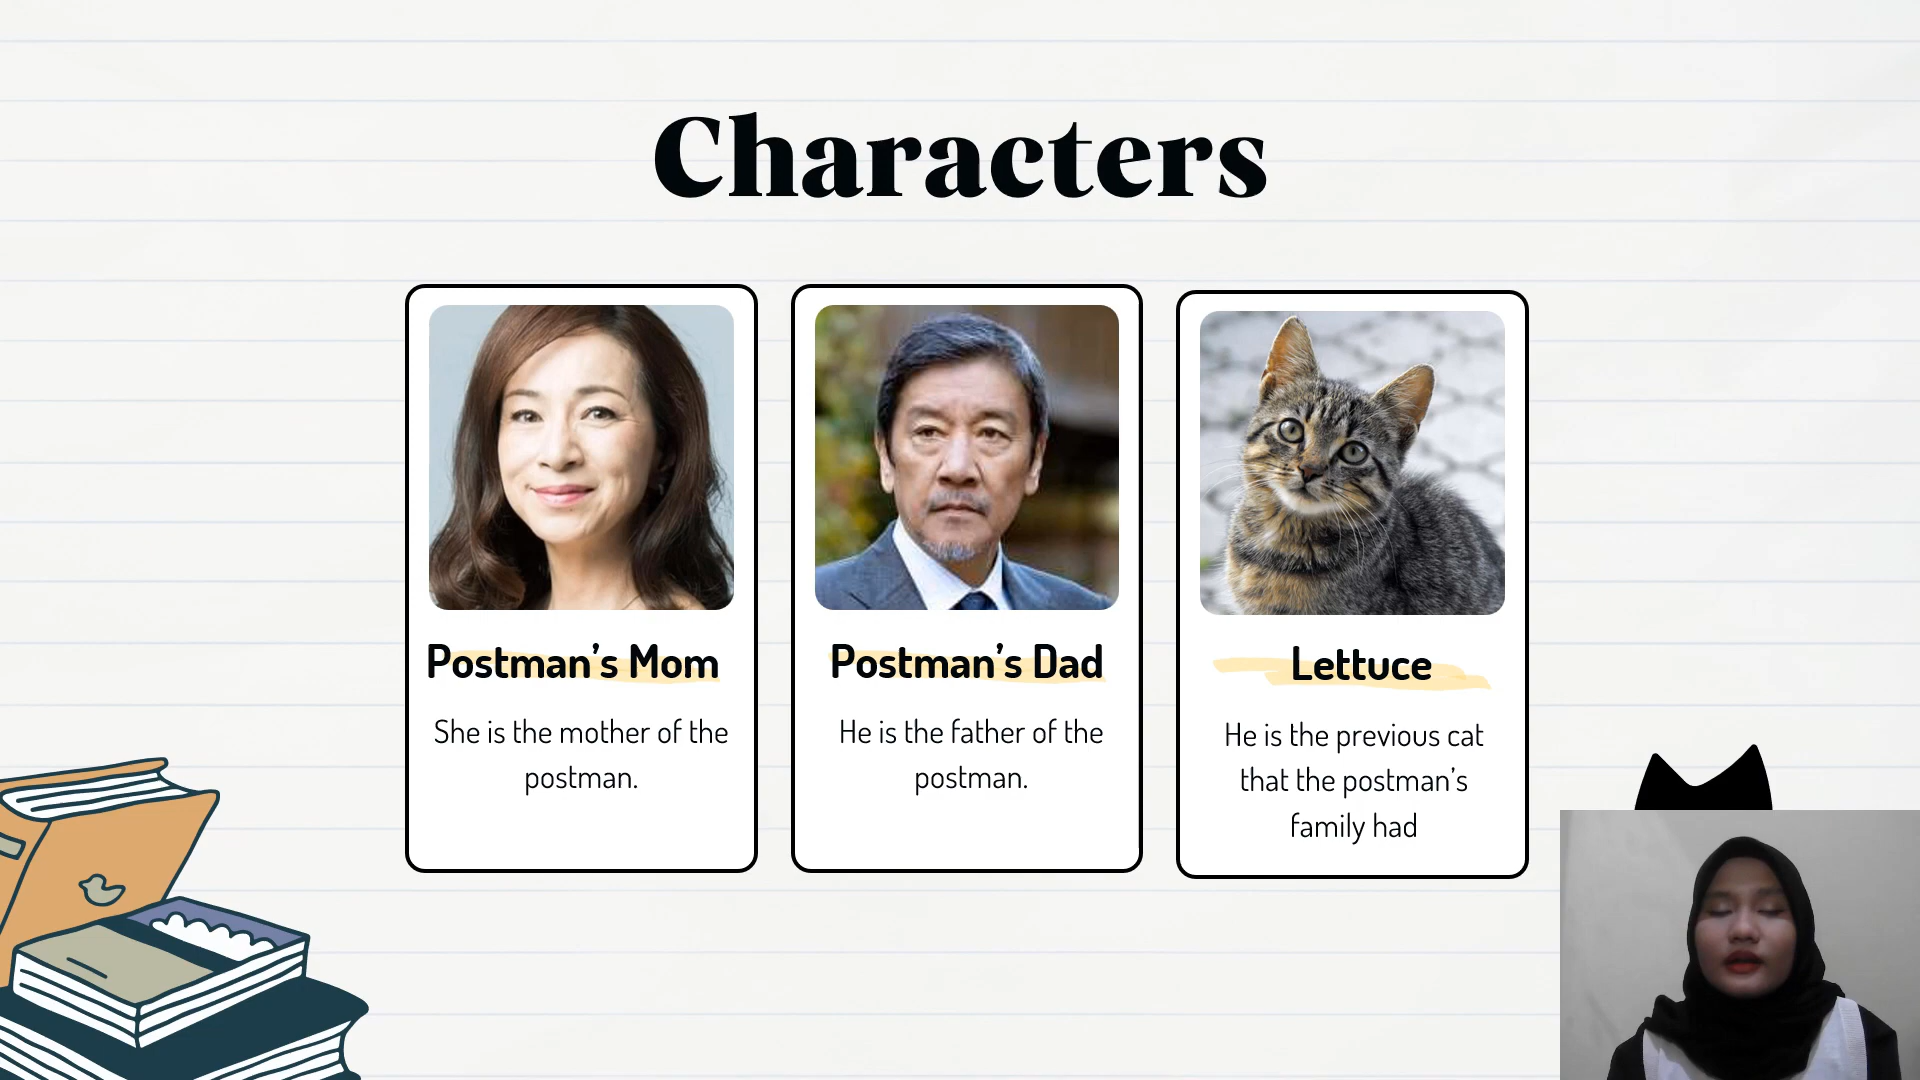 Characters
Postman's Mom
She is the mother of the
postman.
Postman's Dad
He is the father of the
postman.
Lettuce
He is the previous cat
that the postman's
family had